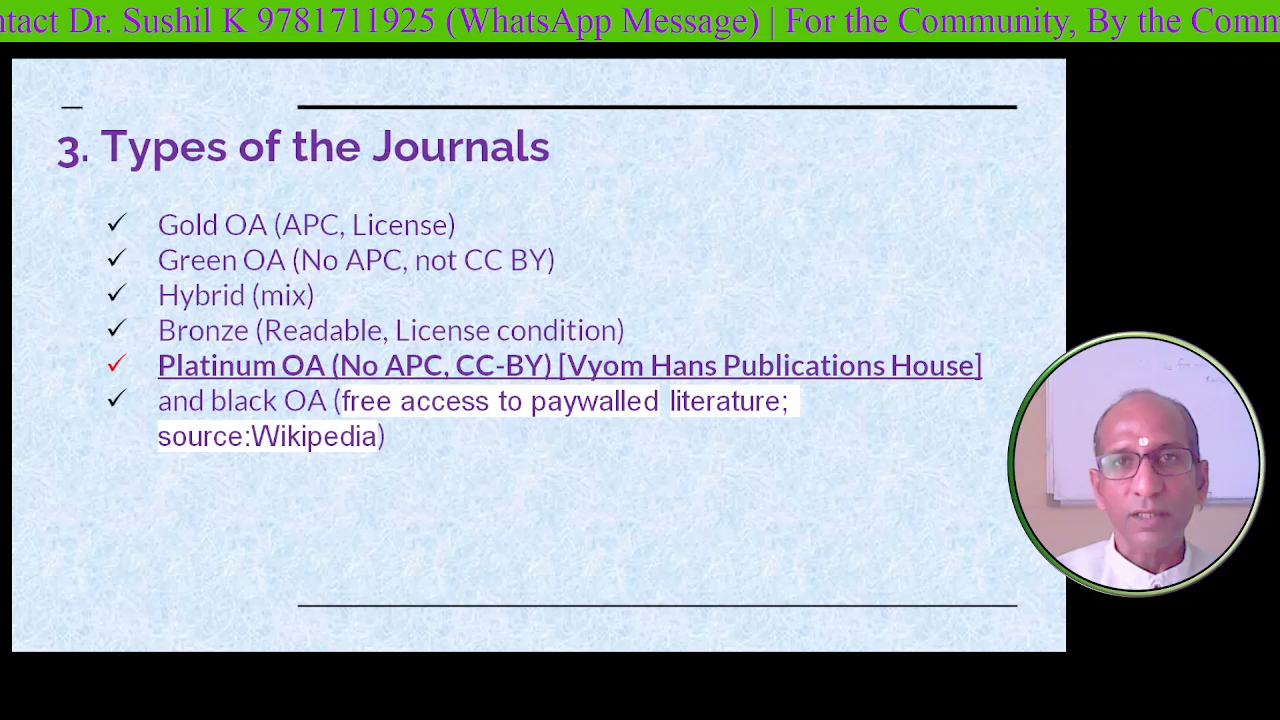 ntact Dr. Sushil K 9781711925 (WhatsApp Message) | For the Community, By the Comm
3. Types of the Journals
✓ Gold OA (APC, License)
✓ Green OA (No APC, not CC BY)
✓ Hybrid (mix)
✓ Bronze (Readable, License condition)
✓ Platinum OA (No APC, CC-BY) [Vyom Hans Publications House]
✓ and black OA (free access to paywalled literature;
source:Wikipedia)